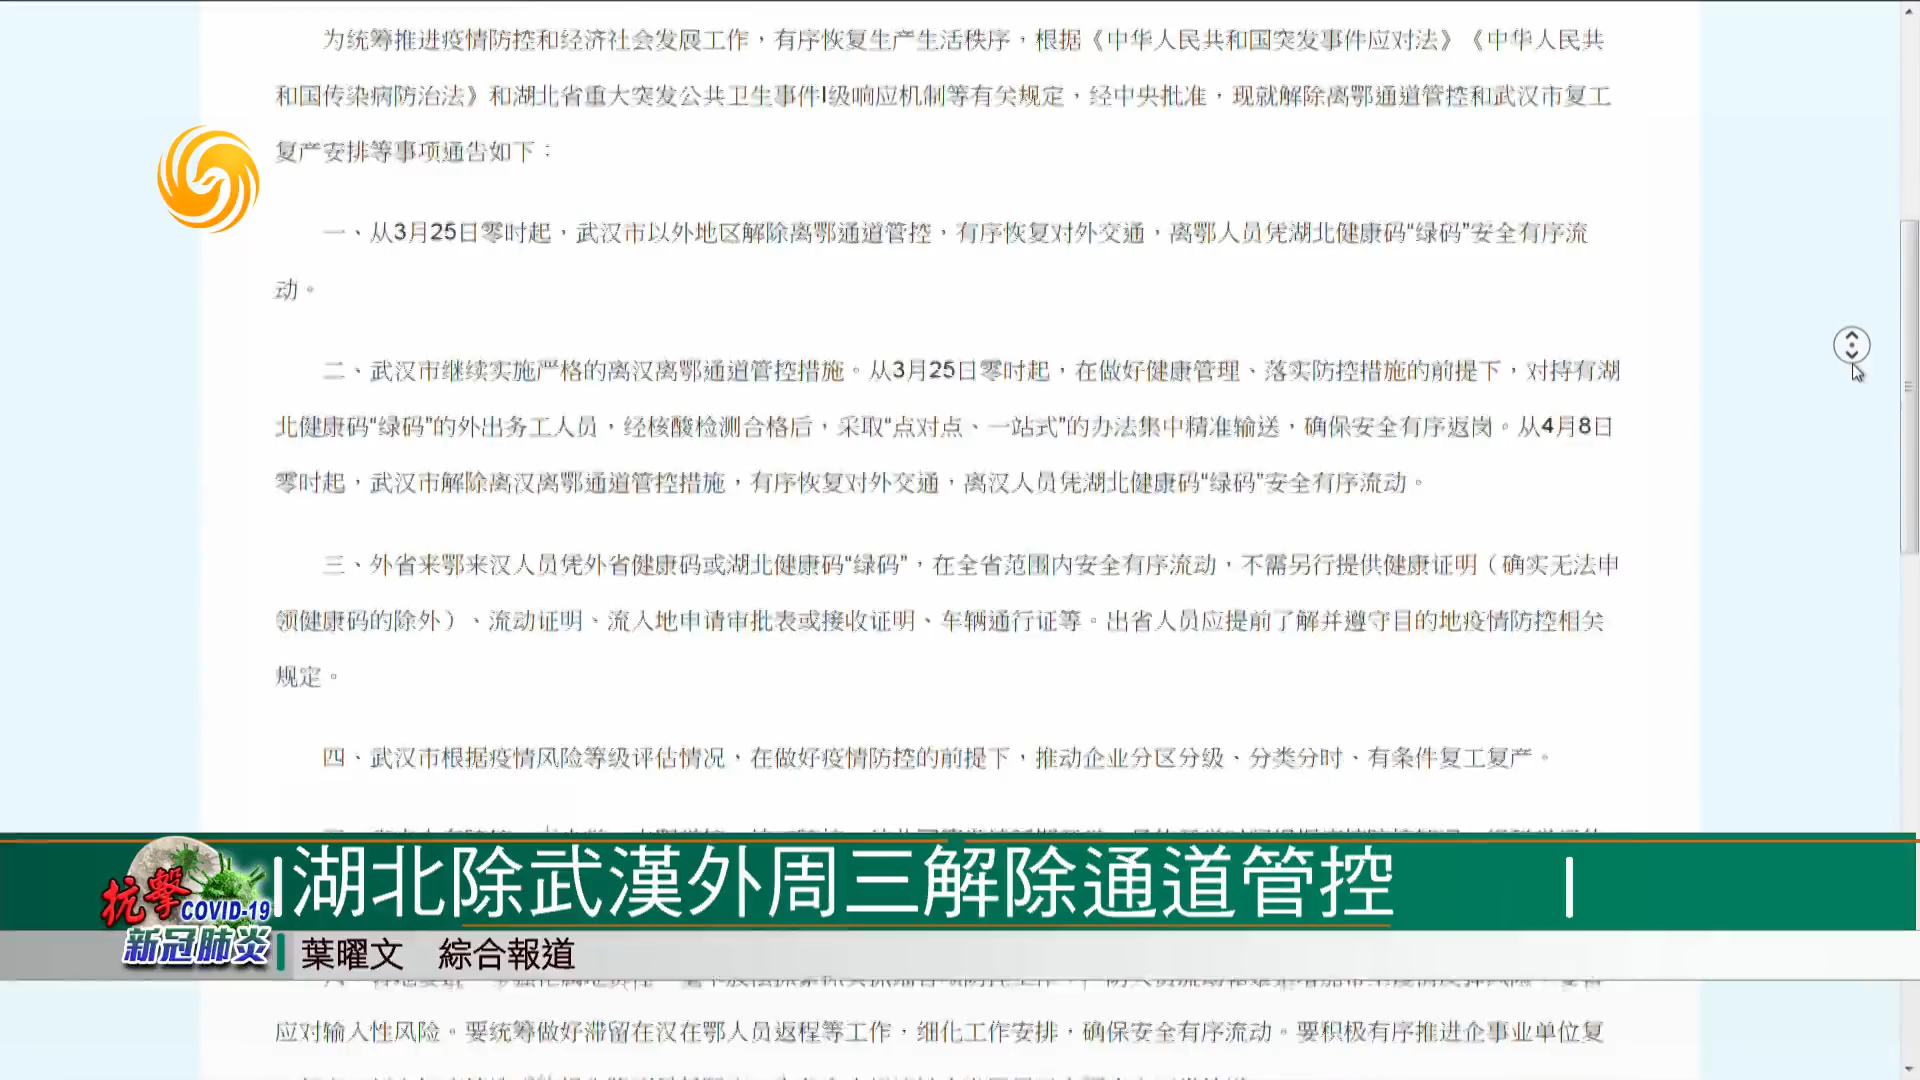 为统筹推进疫情防控和经济社会发展工作，有序恢复生产生活秩序，根据《中华人民共和国突发事件应对法》《中华人民共
和国传染病防治法》和湖北省重大突发公共卫生事件I级响应机制等有关规定，经中央批准，现就解除离鄂通道管控和武汉市复工
复产安排等事项通告如下：
一、从3月25日零时起，武汉市以外地区解除离鄂通道管控，有序恢复对外交通，离鄂人员凭湖北健康码“绿码”安全有序流
动。
二、武汉市继续实施严格的离汉离鄂通道管控措施。从3月25日零时起，在做好健康管理、落实防控措施的前提下，对持有湖
北健康码“绿码”的外出务工人员，经核酸检测合格后，采取“点对点、一站式”的办法集中精准输送，确保安全有序返岗。从4月8日
零时起，武汉市解除离汉离鄂通道管控措施，有序恢复对外交通，离汉人员凭湖北健康码“绿码”安全有序流动。
三、外省来鄂来汉人员凭外省健康码或湖北健康码“绿码”，在全省范围内安全有序流动，不需另行提供健康证明（确实无法申
领健康码的除外）、流动证明、流入地申请审批表或接收证明、车辆通行证等。出省人员应提前了解并遵守目的地疫情防控相关
规定。
四、武汉市根据疫情风险等级评估情况，在做好疫情防控的前提下，推动企业分区分级、分类分时、有条件复工复产。
抗擊
COVID-19
新冠肺炎
湖北除武漢外周三解除通道管控
葉曜文 綜合報道
应对输入性风险。要统筹做好滞留在汉在鄂人员返程等工作，细化工作安排，确保安全有序流动。要积极有序推进企事业单位复